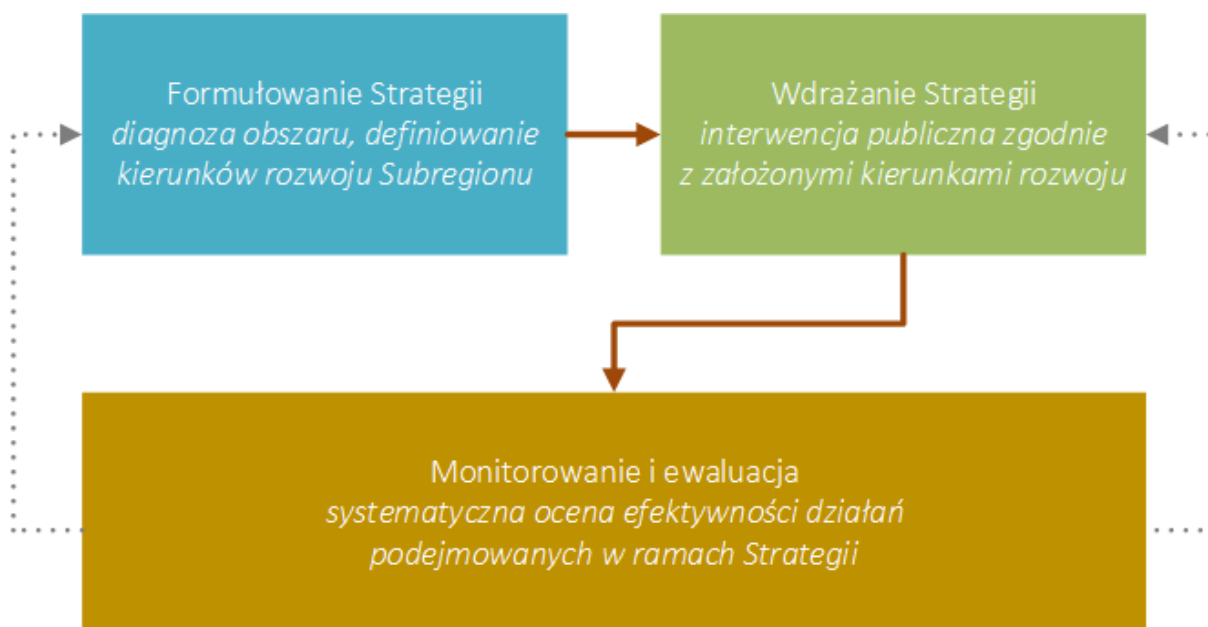 Formułowanie Strategii
diagnoza obszaru, definiowanie
kierunków rozwoju Subregionu
Wdrażanie Strategii
interwencja publiczna zgodnie
z założonymi kierunkami rozwoju
Monitorowanie i ewaluacja
systematyczna ocena efektywności działań
podejmowanych w ramach Strategii